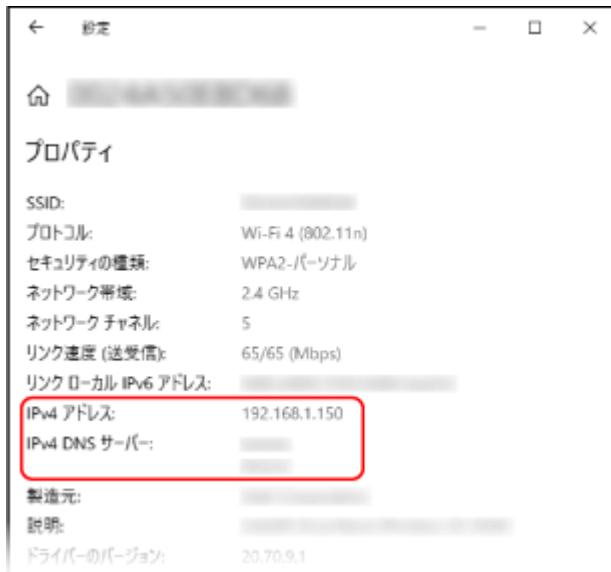 設定
プロパティ
SSID:
プロトコル: Wi-Fi 4 (802.11n)
セキュリティの種類: WPA2-パーソナル
ネットワーク帯域: 2.4 GHz
ネットワーク チャネル: 5
リンク速度 (送受信): 65/65 (Mbps)
リンク ローカル IPv6 アドレス:
IPv4 アドレス: 192.168.1.150
IPv4 DNS サーバー:
製造元:
説明:
ドライバーのバージョン: 20.70.9.1